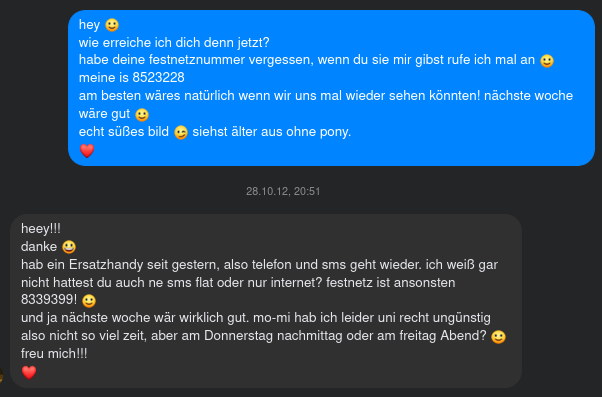 hey 🙂
wie erreiche ich dich denn jetzt?
habe deine festnetznummer vergessen, wenn du sie mir gibst rufe ich mal an 🙂
meine is 8523228
am besten wäres natürlich wenn wir uns mal wieder sehen könnten! nächste woche
wäre gut 🙂
echt süßes bild 😉 siehst älter aus ohne pony.
❤️
28.10.12, 20:51
heey!!!
danke 😃
hab ein Ersatzhandy seit gestern, also telefon und sms geht wieder. ich weiß gar
nicht hattest du auch ne sms flat oder nur internet? festnetz ist ansonsten
8339399! 🙂
und ja nächste woche wär wirklich gut. mo-mi hab ich leider uni recht ungünstig
also nicht so viel zeit, aber am Donnerstag nachmittag oder am freitag Abend? 🙂
freu mich!!!
❤️